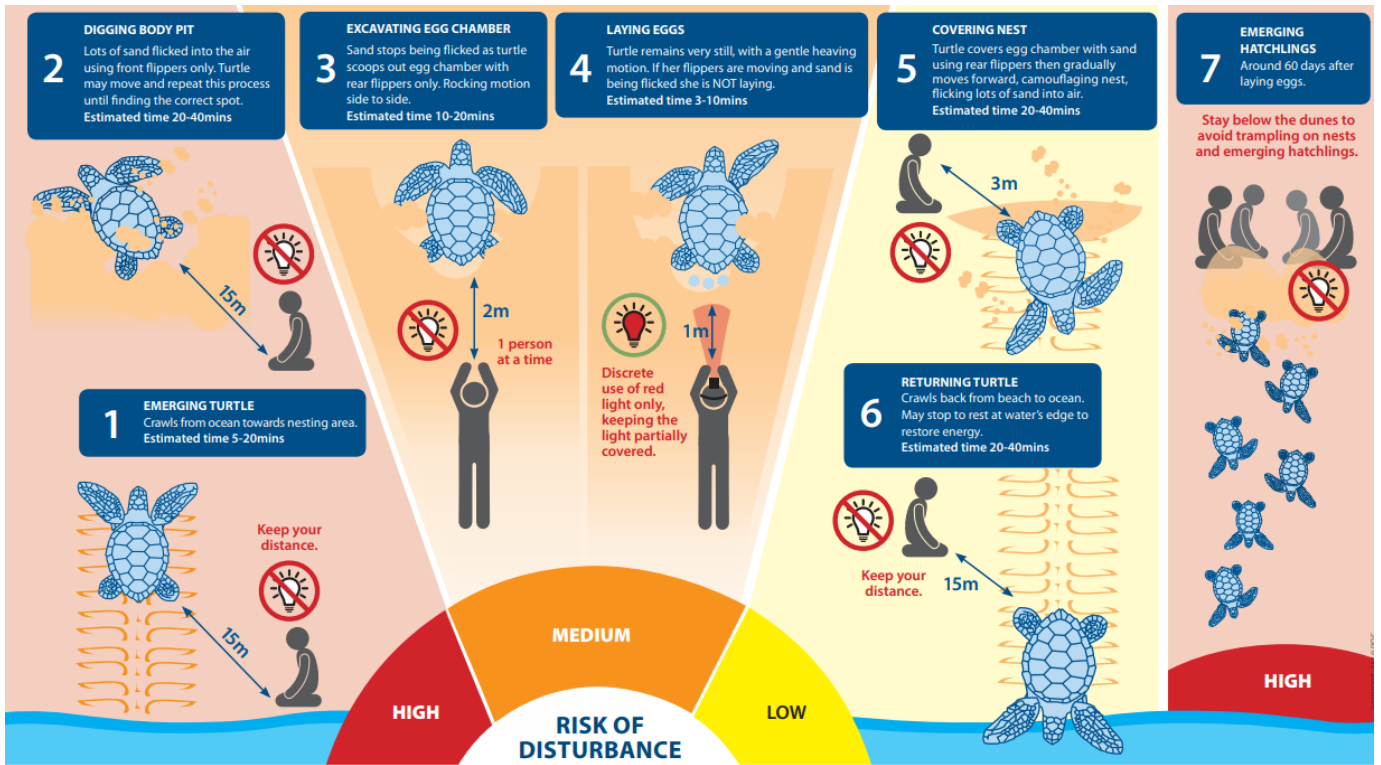 2
DIGGING BODY PIT
Lots of sand flicked into the air
using front flippers only. Turtle
may move and repeat this process
until finding the correct spot.
Estimated time 20-40mins
15m
1
EMERGING TURTLE
Crawls from ocean towards nesting area.
Estimated time 5-20mins
Keep your
distance.
15m
3
EXCAVATING EGG CHAMBER
Sand stops being flicked as turtle
scoops out egg chamber with
rear flippers only. Rocking motion
side to side.
Estimated time 10-20mins
2m
1 person
at a time
4
LAYING EGGS
Turtle remains very still, with a gentle heaving
motion. If her flippers are moving and sand is
being flicked she is NOT laying.
Estimated time 3-10mins
1m
Discrete
use of red
light only,
keeping the
light partially
covered.
5
COVERING NEST
Turtle covers egg chamber with sand
using rear flippers then gradually
moves forward, camouflaging nest,
flicking lots of sand into air.
Estimated time 20-40mins
3m
6
RETURNING TURTLE
Crawls back from beach to ocean.
May stop to rest at water's edge to
restore energy.
Estimated time 20-40mins
Keep your
distance.
15m
7
EMERGING
HATCHLINGS
Around 60 days after
laying eggs.
Stay below the dunes to
avoid trampling on nests
and emerging hatchlings.
HIGH
MEDIUM
LOW
RISK OF
DISTURBANCE
HIGH